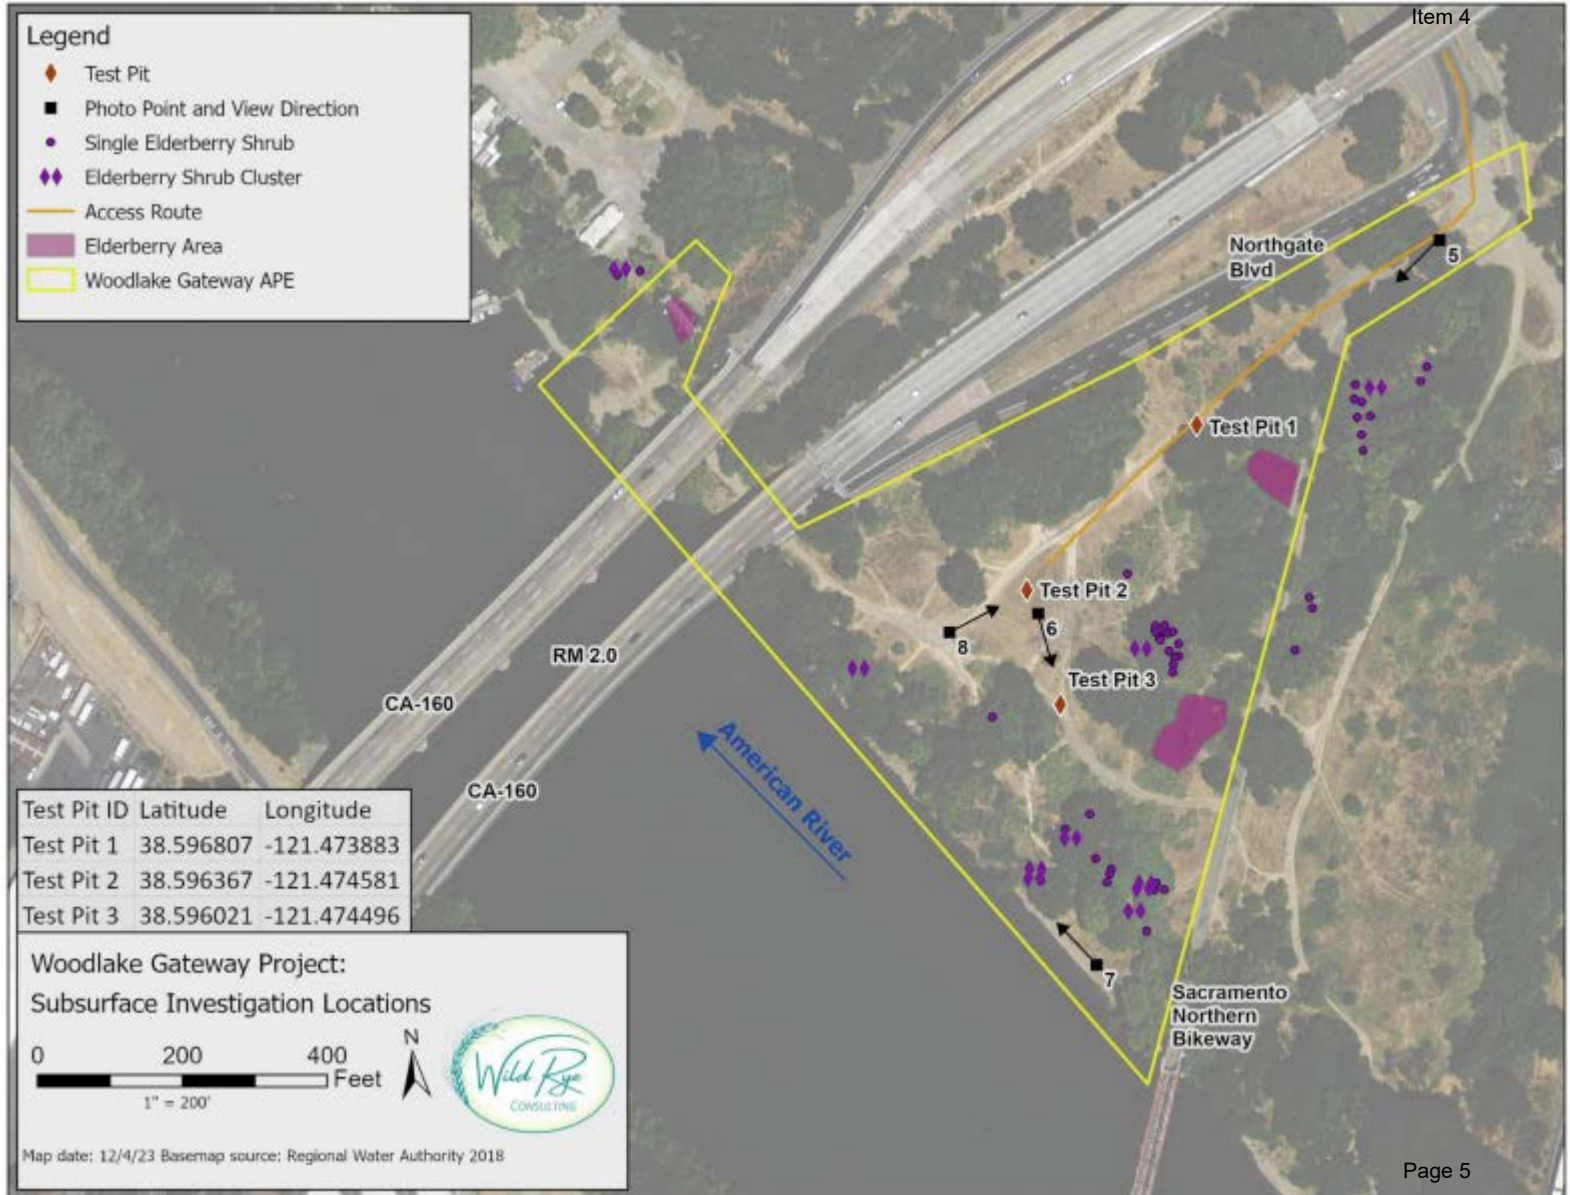 Item 4
Legend
Test Pit
Photo Point and View Direction
Single Elderberry Shrub
Elderberry Shrub Cluster
Access Route
Elderberry Area
Woodlake Gateway APE
Northgate
Blvd
5
Test Pit 1
Test Pit 2
6
8
Test Pit 3
RM 2.0
CA-160
CA-160
American River
7
Sacramento
Northern
Bikeway
Test Pit ID Latitude Longitude
Test Pit 1 38.596807 -121.473883
Test Pit 2 38.596367 -121.474581
Test Pit 3 38.596021 -121.474496
Woodlake Gateway Project:
Subsurface Investigation Locations
N
0 200 400
Feet
1" = 200'
Wild Rye
CONSULTING
Map date: 12/4/23 Basemap source: Regional Water Authority 2018
Page 5